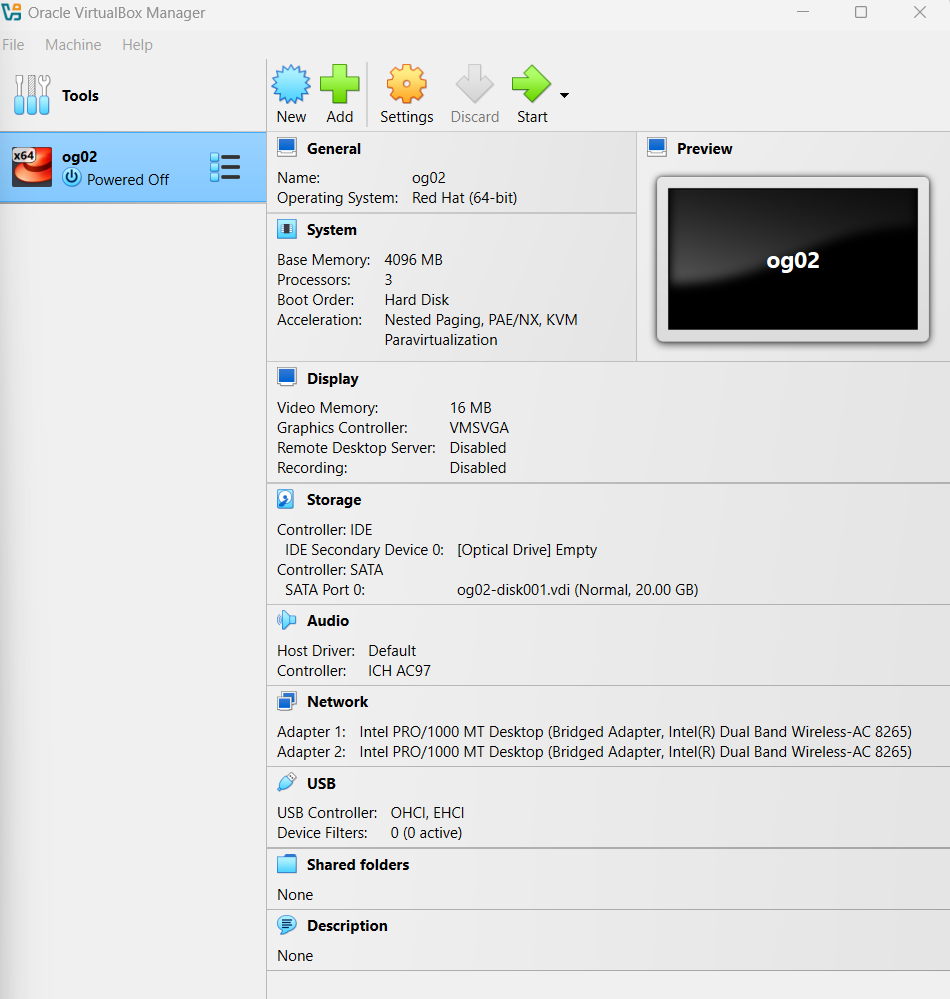 Oracle VirtualBox Manager
File Machine Help
Tools
New Add Settings Discard Start
x64
og02
Powered Off
General
Name: og02
Operating System: Red Hat (64-bit)
System
Base Memory: 4096 MB
Processors: 3
Boot Order: Hard Disk
Acceleration: Nested Paging, PAE/NX, KVM
Paravirtualization
Preview
og02
Display
Video Memory: 16 MB
Graphics Controller: VMSVGA
Remote Desktop Server: Disabled
Recording: Disabled
Storage
Controller: IDE
IDE Secondary Device 0: [Optical Drive] Empty
Controller: SATA
SATA Port 0: og02-disk001.vdi (Normal, 20.00 GB)
Audio
Host Driver: Default
Controller: ICH AC97
Network
Adapter 1: Intel PRO/1000 MT Desktop (Bridged Adapter, Intel(R) Dual Band Wireless-AC 8265)
Adapter 2: Intel PRO/1000 MT Desktop (Bridged Adapter, Intel(R) Dual Band Wireless-AC 8265)
USB
USB Controller: OHCI, EHCI
Device Filters: 0 (0 active)
Shared folders
None
Description
None